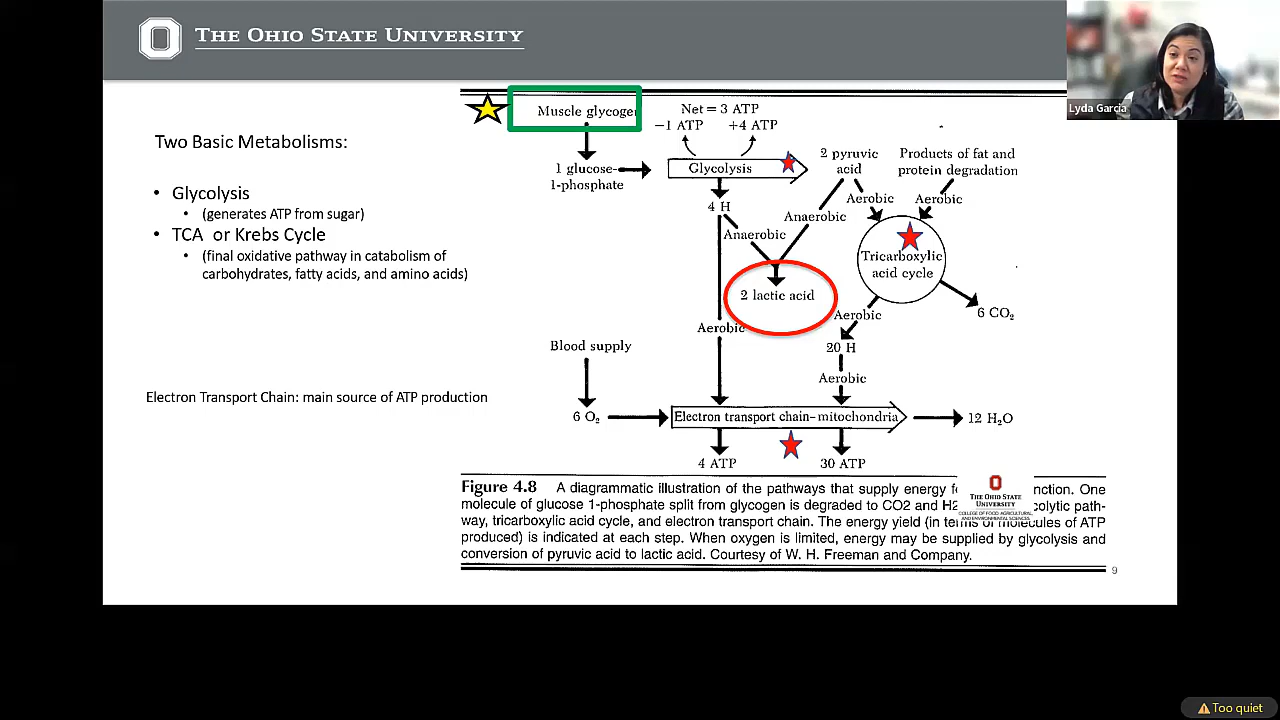 THE OHIO STATE UNIVERSITY
Lyda Garcia
Two Basic Metabolisms:
• Glycolysis
• (generates ATP from sugar)
• TCA or Krebs Cycle
• (final oxidative pathway in catabolism of
carbohydrates, fatty acids, and amino acids)
Electron Transport Chain: main source of ATP production
Muscle glycoge
Net = 3 ATP
−1 ATP +4 ATP
1 glucose-
1-phosphate
Glycolysis
2 pyruvic
acid
Products of fat and
protein degradation
4 H
Anaerobic
Anaerobic
Aerobic
Aerobic
Tricarboxylic
acid cycle
2 lactic acid
6 CO₂
Aerobic
Aerobic
20 H
Aerobic
Blood supply
6 O₂
Electron transport chain–mitochondria
12 H₂O
4 ATP
30 ATP
Figure 4.8 A diagrammatic illustration of the pathways that supply energy f nction. One
molecule of glucose 1-phosphate split from glycogen is degraded to CO2 and H2 colytic path-
way, tricarboxylic acid cycle, and electron transport chain. The energy yield (in terms of molecules of ATP
produced) is indicated at each step. When oxygen is limited, energy may be supplied by glycolysis and
conversion of pyruvic acid to lactic acid. Courtesy of W. H. Freeman and Company.
THE OHIO STATE
UNIVERSITY
COLLEGE OF FOOD, AGRICULTURAL,
AND ENVIRONMENTAL SCIENCES
9
Too quiet